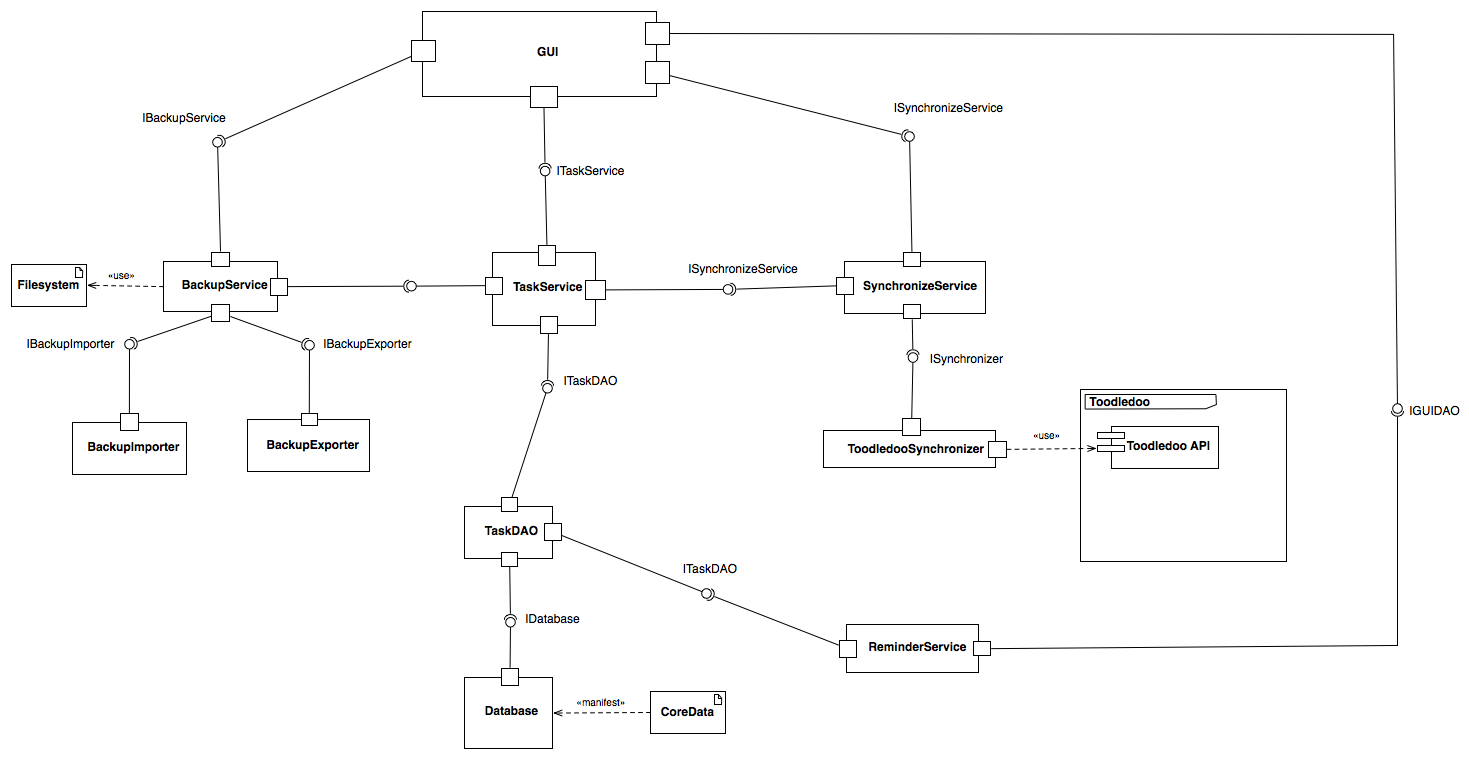 GUI
IBackupService
ISynchronizeService
ITaskService
ISynchronizeService
«use»
Filesystem
BackupService
TaskService
SynchronizeService
IBackupImporter
IBackupExporter
ISynchronizer
ITaskDAO
Toodledoo
IGUIDAO
BackupImporter
BackupExporter
ToodledooSynchronizer
«use»
Toodledoo API
TaskDAO
ITaskDAO
IDatabase
ReminderService
Database
«manifest»
CoreData